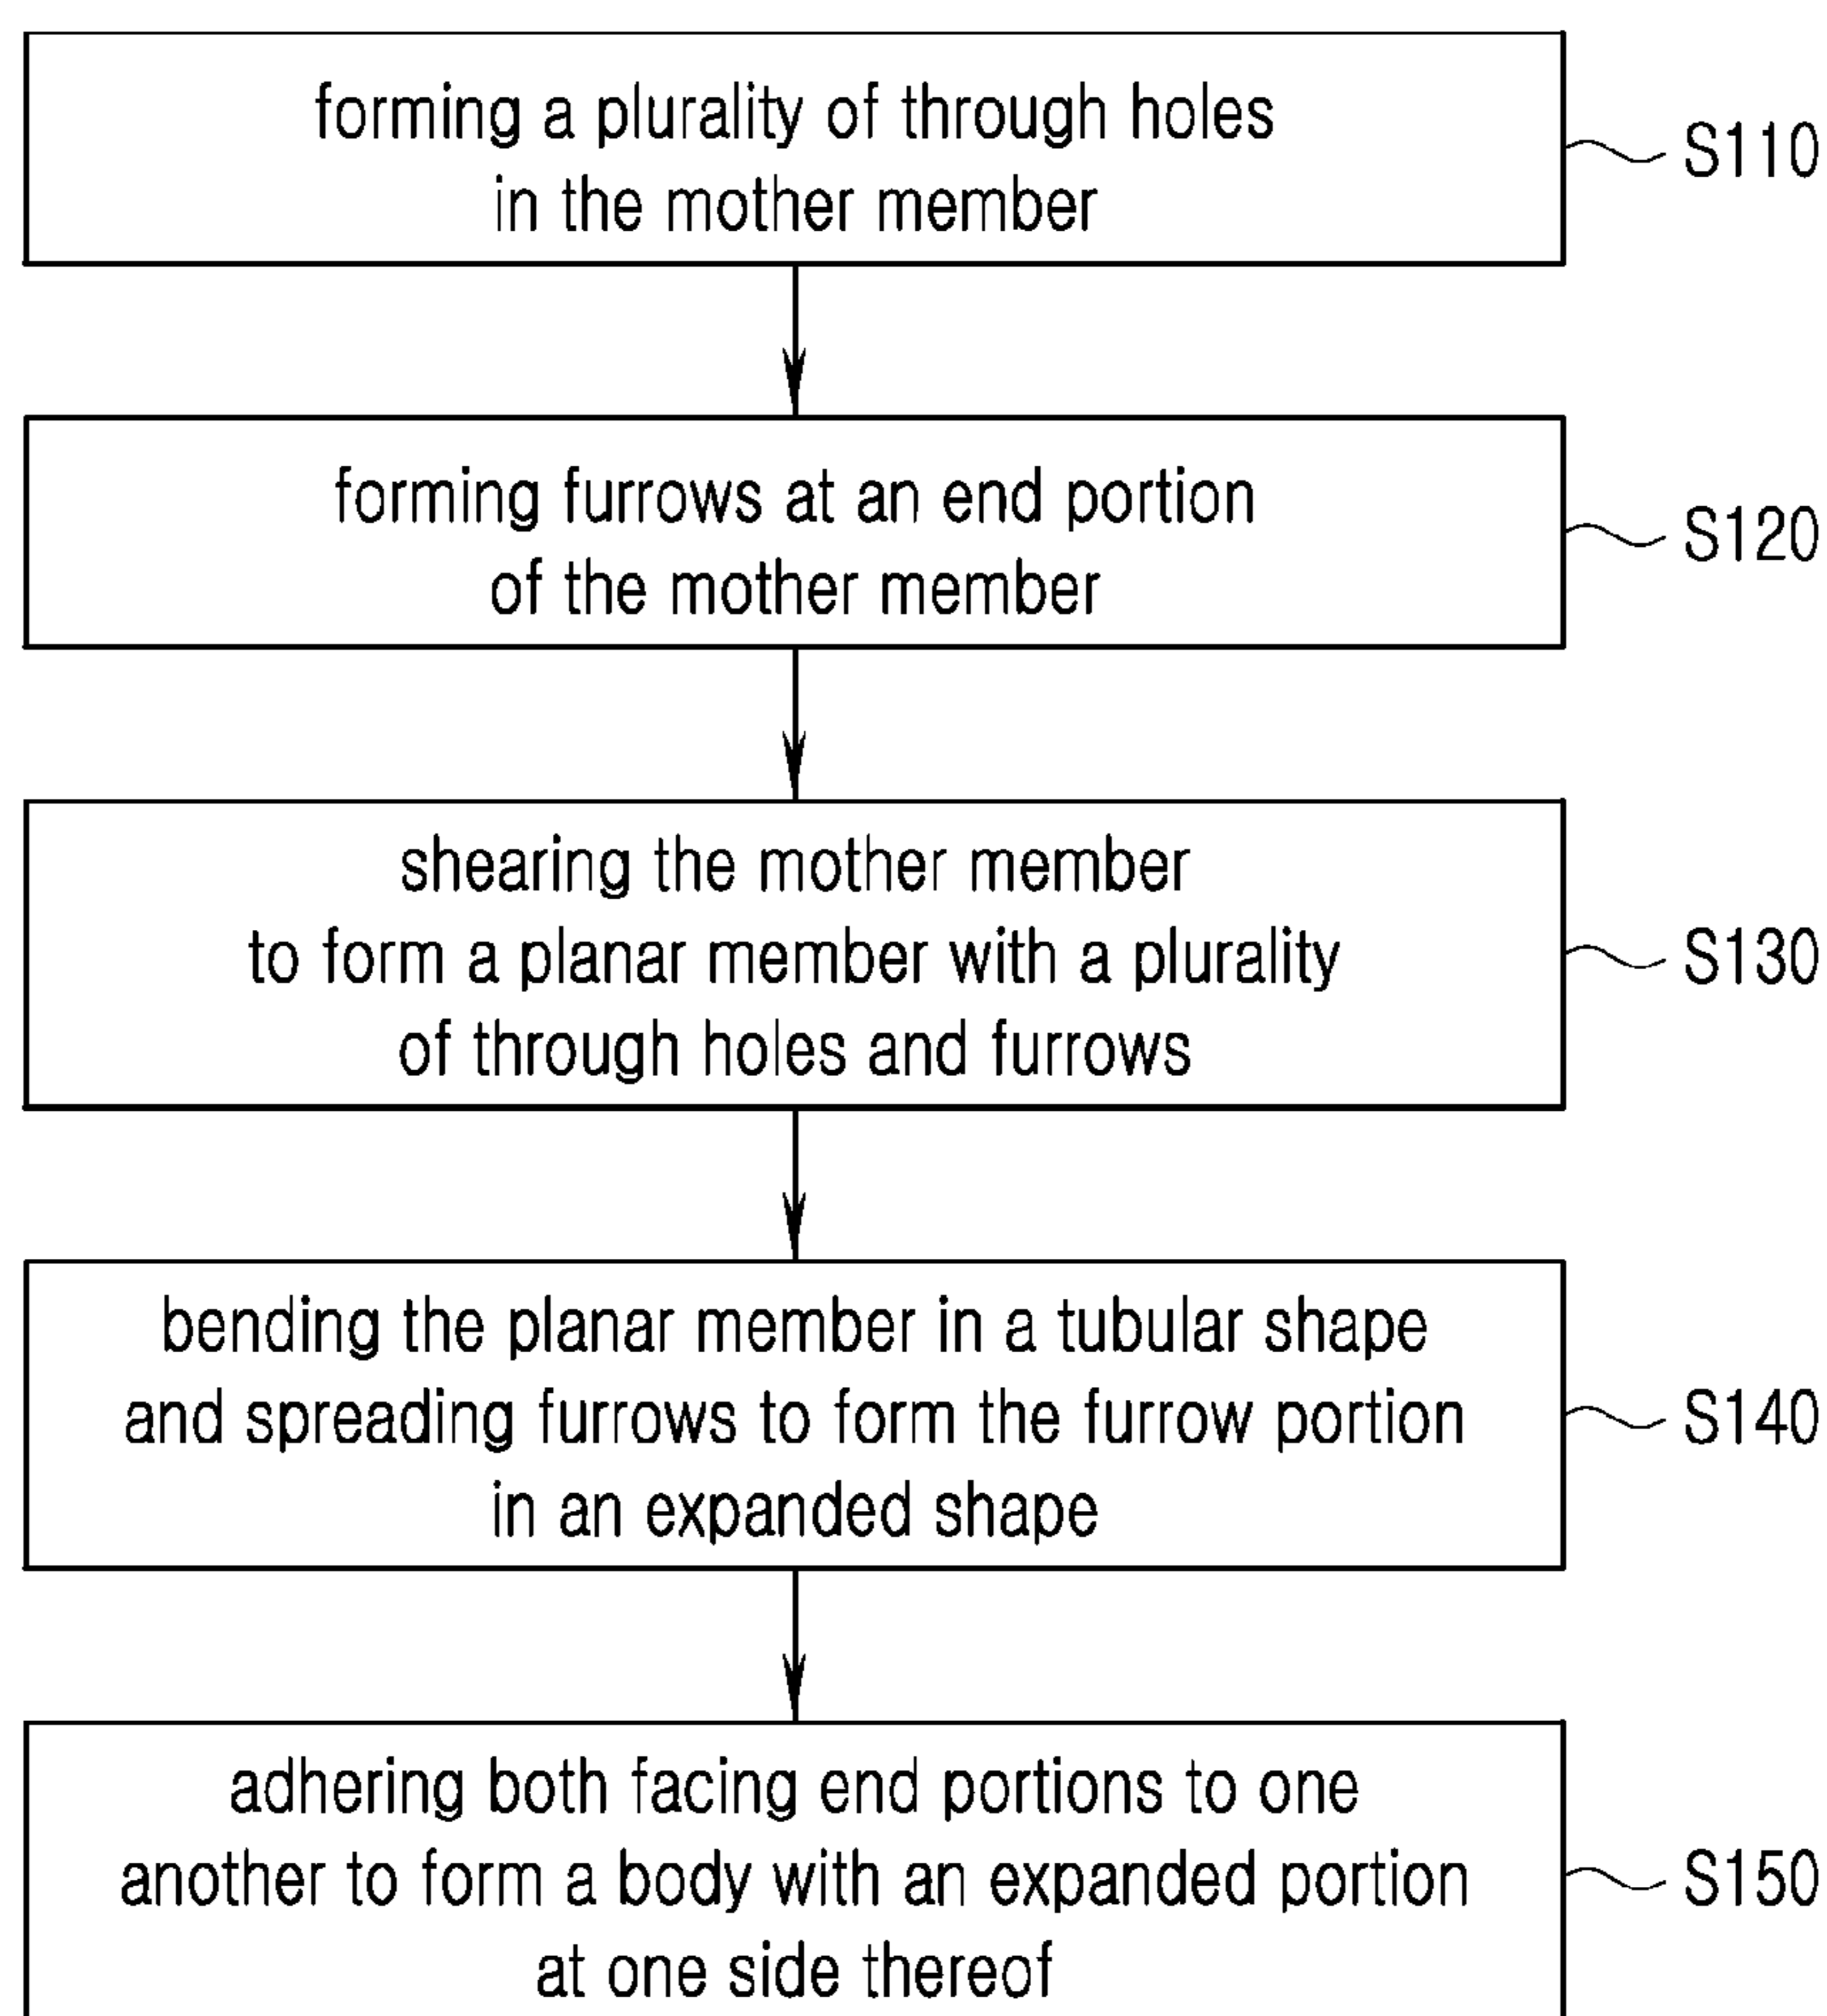 forming a plurality of through holes
in the mother member
S110
forming furrows at an end portion
of the mother member
S120
shearing the mother member
to form a planar member with a plurality
of through holes and furrows
S130
bending the planar member in a tubular shape
and spreading furrows to form the furrow portion
in an expanded shape
S140
adhering both facing end portions to one
another to form a body with an expanded portion
at one side thereof
S150